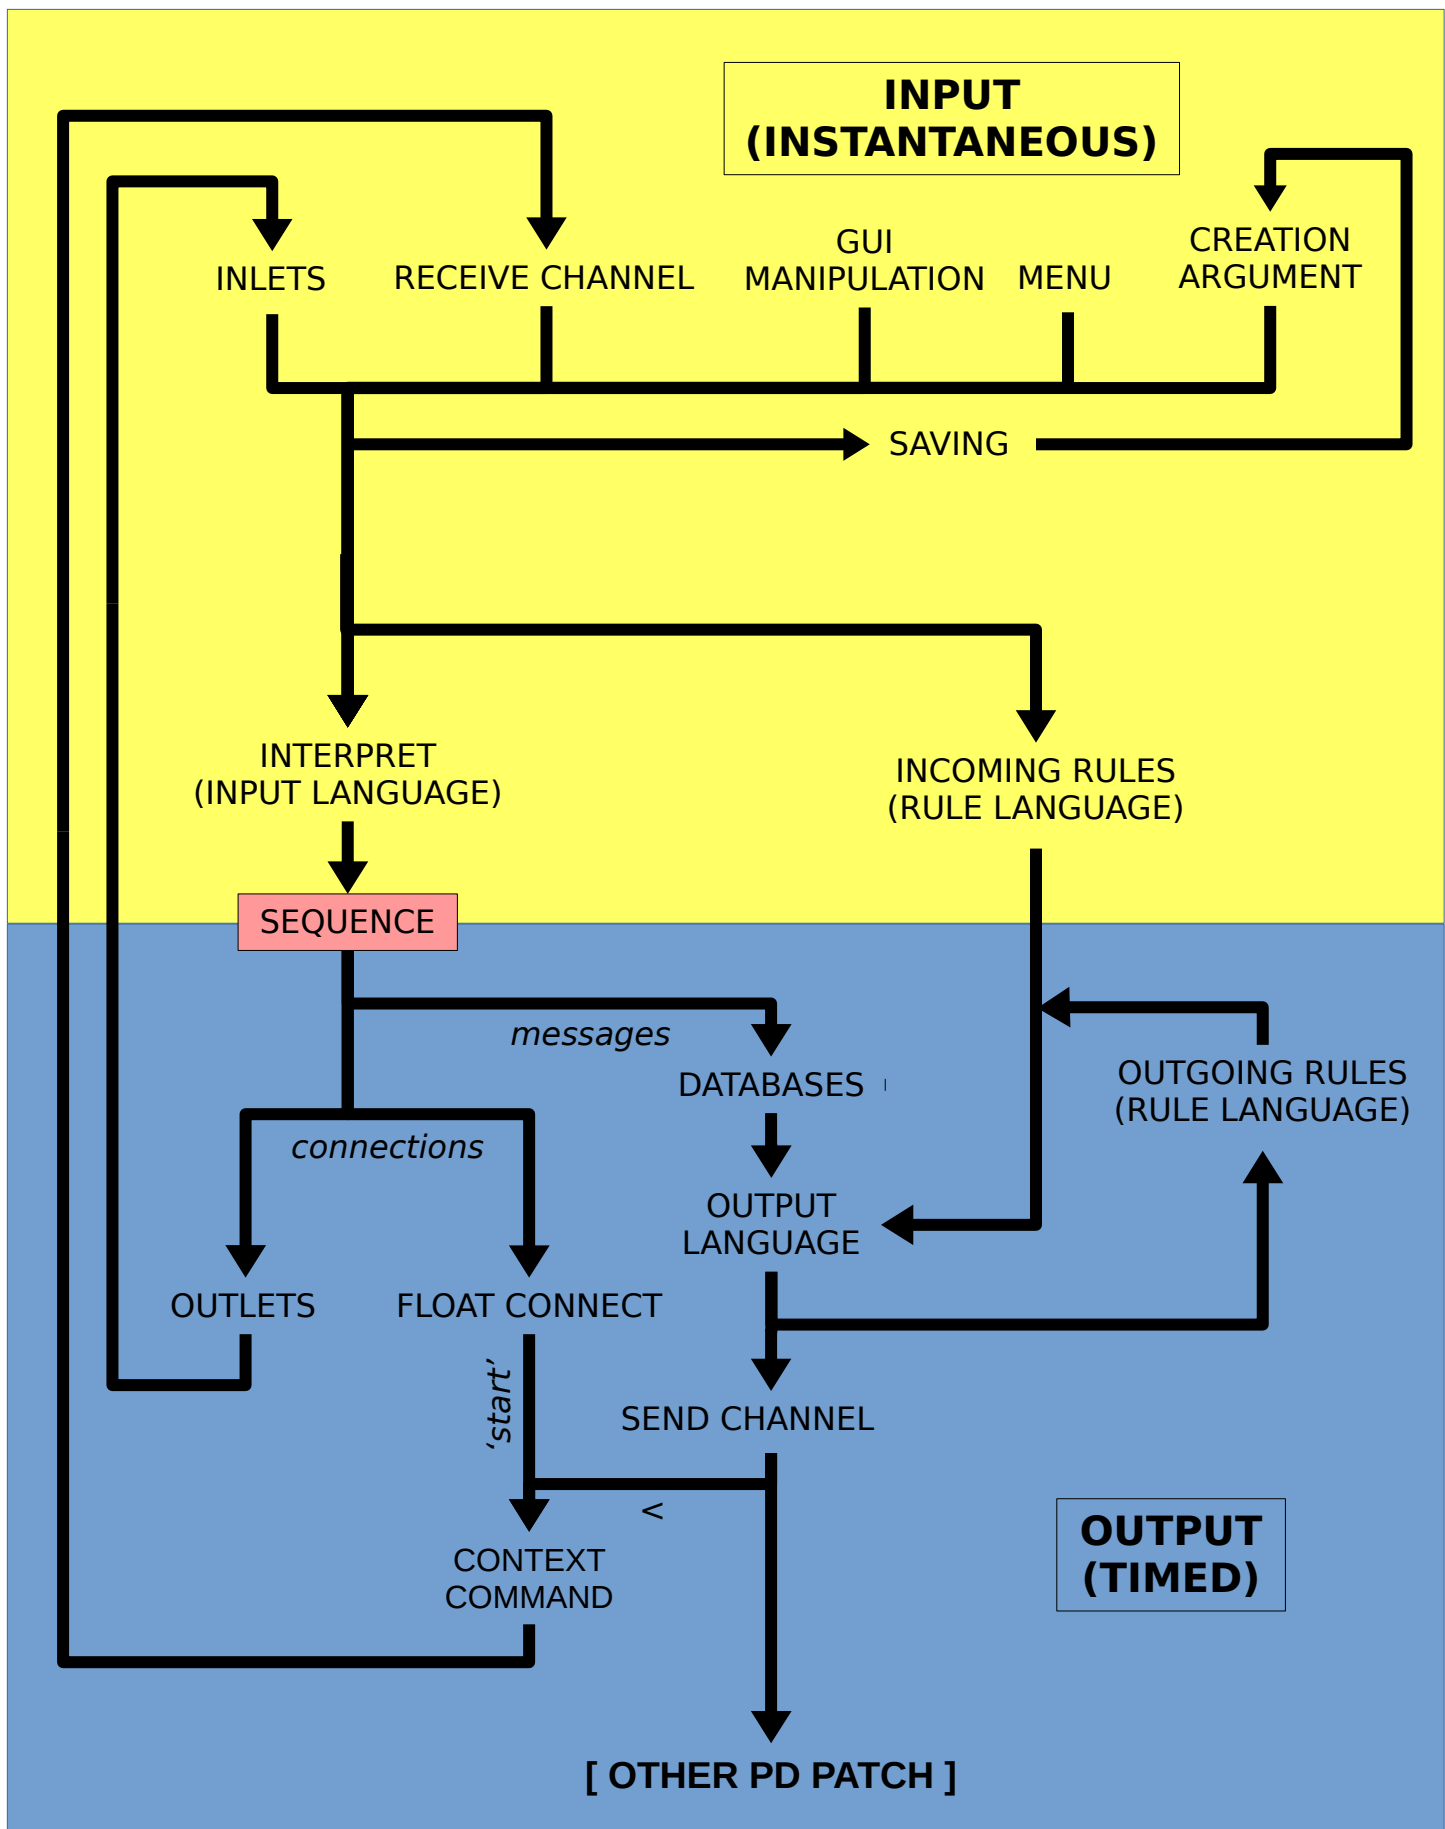 INPUT
(INSTANTANEOUS)
INLETS
RECEIVE CHANNEL
GUI
MANIPULATION
MENU
CREATION
ARGUMENT
SAVING
INTERPRET
(INPUT LANGUAGE)
INCOMING RULES
(RULE LANGUAGE)
SEQUENCE
messages
DATABASES
OUTGOING RULES
(RULE LANGUAGE)
connections
OUTPUT
LANGUAGE
OUTLETS
FLOAT CONNECT
‘start’
SEND CHANNEL
<
CONTEXT
COMMAND
OUTPUT
(TIMED)
[ OTHER PD PATCH ]